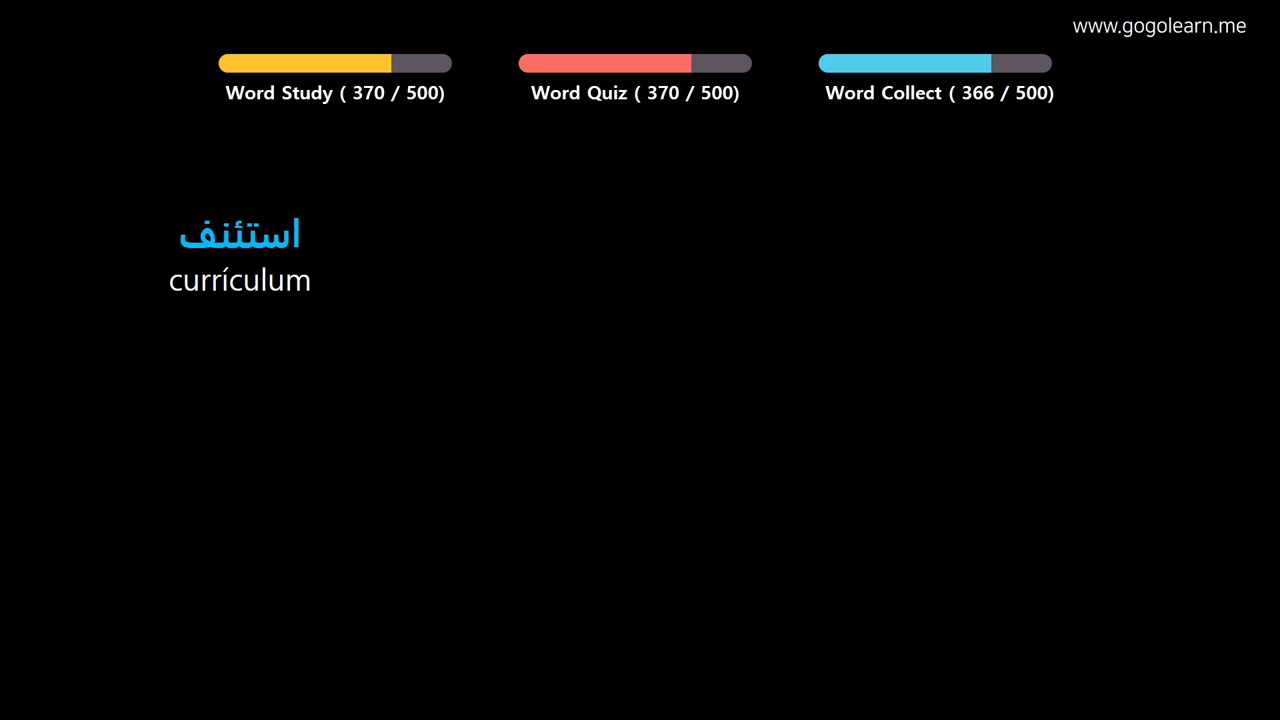 www.gogolearn.me
Word Study ( 370 / 500)
Word Quiz ( 370 / 500)
Word Collect ( 366 / 500)
استئنف
currículum